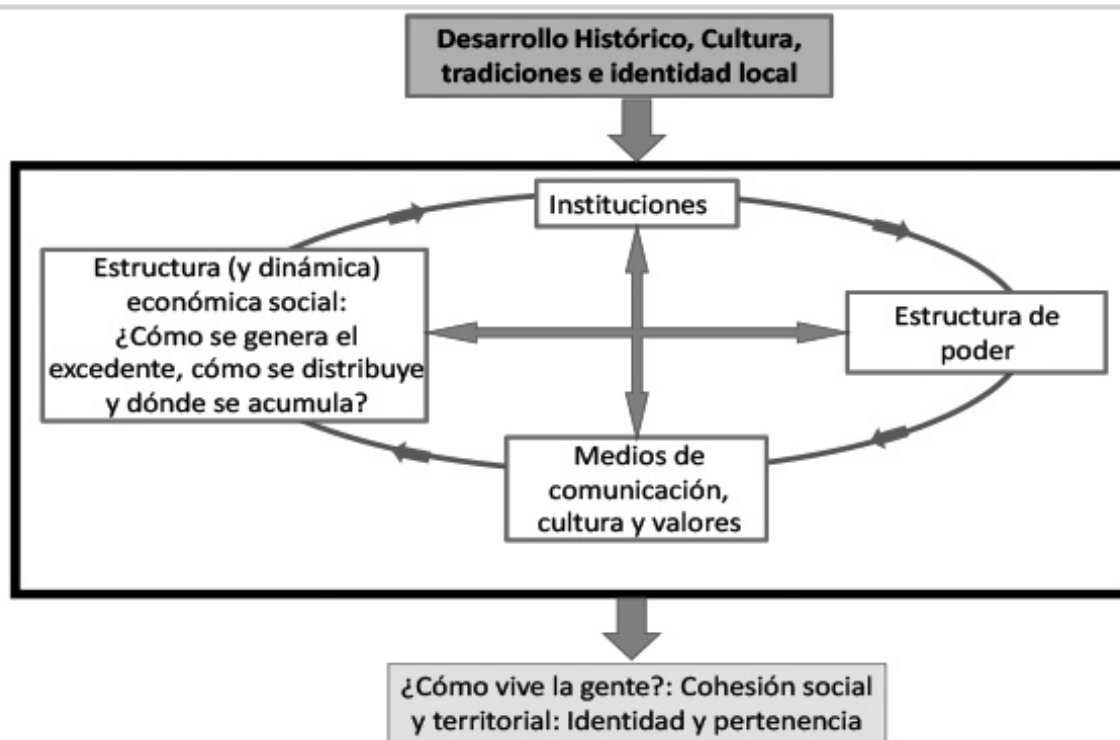 Desarrollo Histórico, Cultura,
tradiciones e identidad local
Instituciones
Estructura (y dinámica)
económica social:
¿Cómo se genera el
excedente, cómo se distribuye
y dónde se acumula?
Estructura de
poder
Medios de
comunicación,
cultura y valores
¿Cómo vive la gente?: Cohesión social
y territorial: Identidad y pertenencia